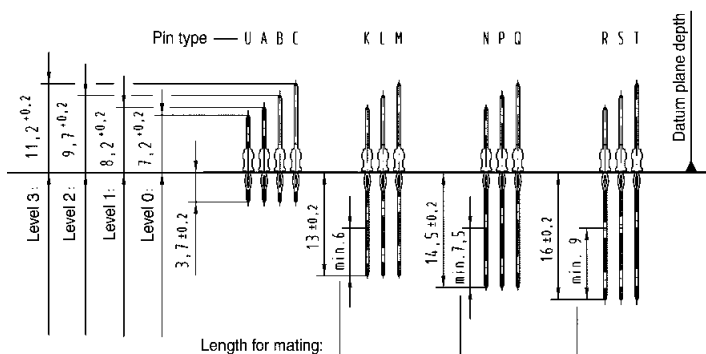 Pin type U A B C K L M N P Q R S T
Datum plane depth
Level 3: 11,2 +0,2
Level 2: 9,7 +0,2
Level 1: 8,2 +0,2
Level 0: 7,2 +0,2
3,7 ±0,2
13 ±0,2
min.6
14,5 ±0,2
min.7,5
16 ±0,2
min. 9
Length for mating: